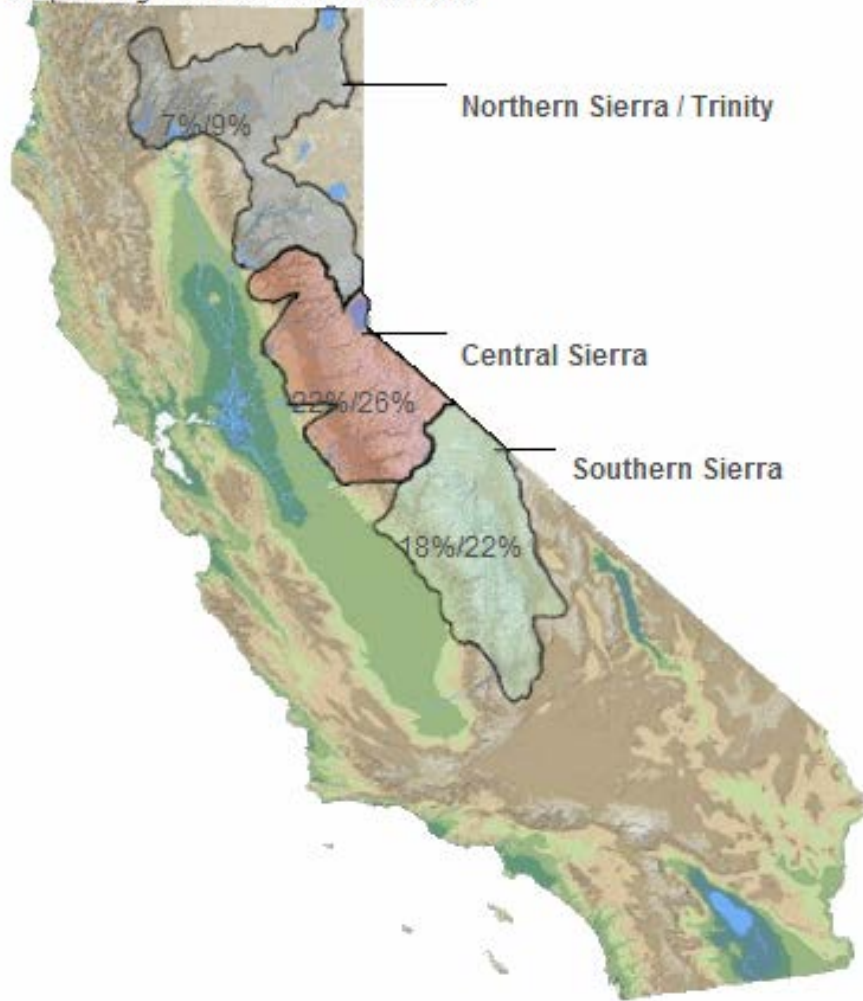 Northern Sierra / Trinity
7%/9%
Central Sierra
22%/26%
Southern Sierra
18%/22%